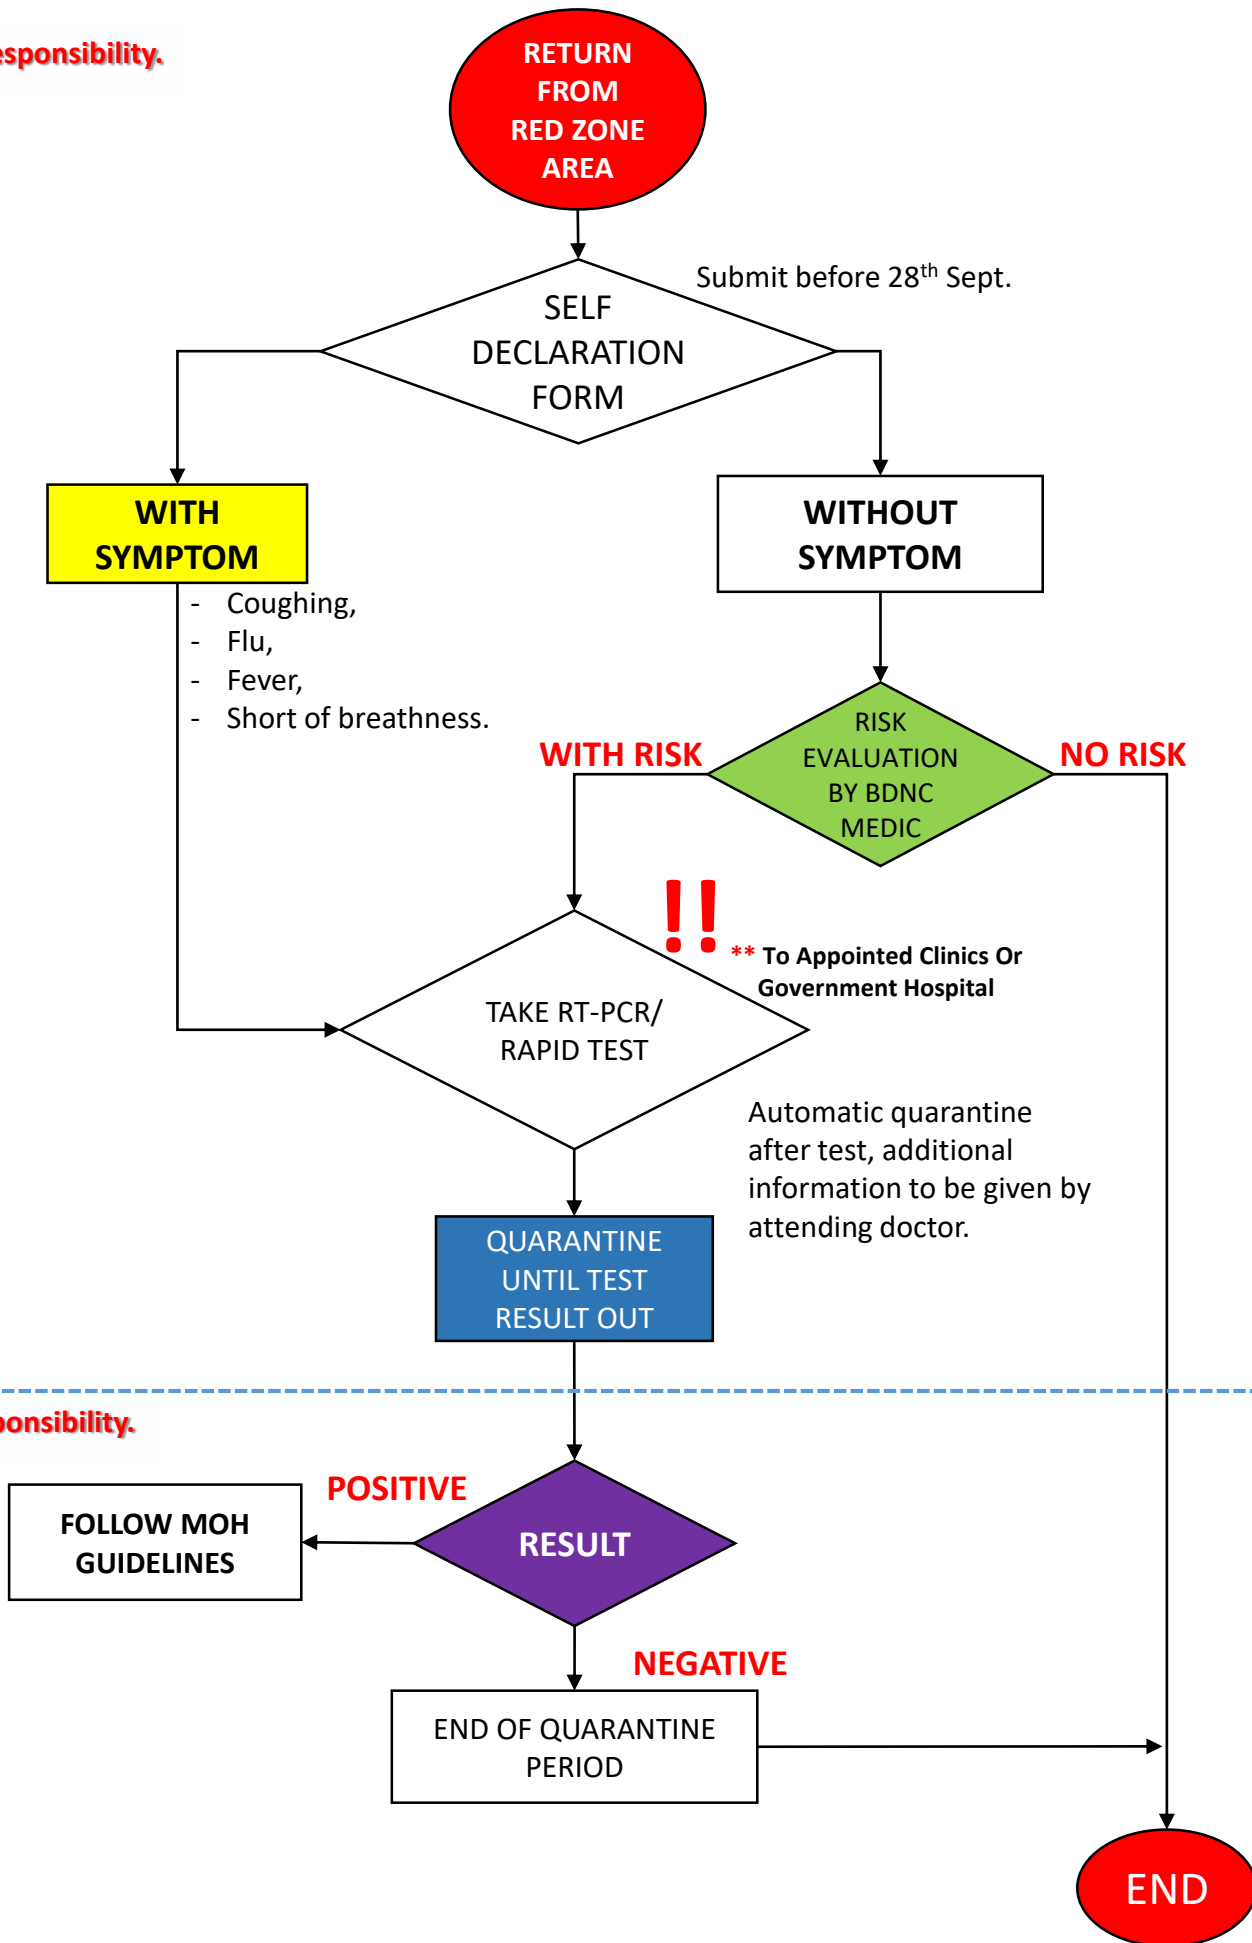 RETURN
FROM
RED ZONE
AREA
Submit before 28th Sept.
SELF
DECLARATION
FORM
WITH
SYMPTOM
WITHOUT
SYMPTOM
- Coughing,
- Flu,
- Fever,
- Short of breathness.
RISK
EVALUATION
BY BDNC
MEDIC
WITH RISK
NO RISK
!!
** To Appointed Clinics Or
Government Hospital
TAKE RT-PCR/
RAPID TEST
Automatic quarantine
after test, additional
information to be given by
attending doctor.
QUARANTINE
UNTIL TEST
RESULT OUT
POSITIVE
FOLLOW MOH
GUIDELINES
RESULT
NEGATIVE
END OF QUARANTINE
PERIOD
END